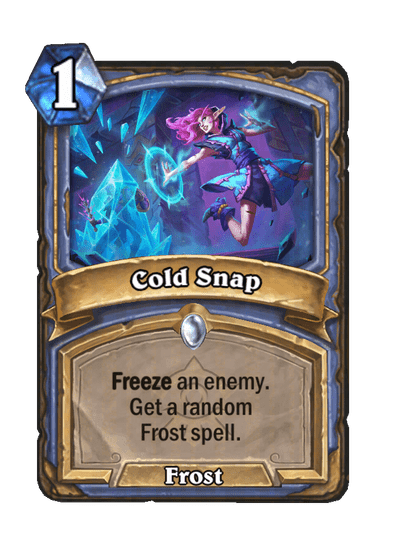 1
Cold Snap
Freeze an enemy.
Get a random
Frost spell.
Frost